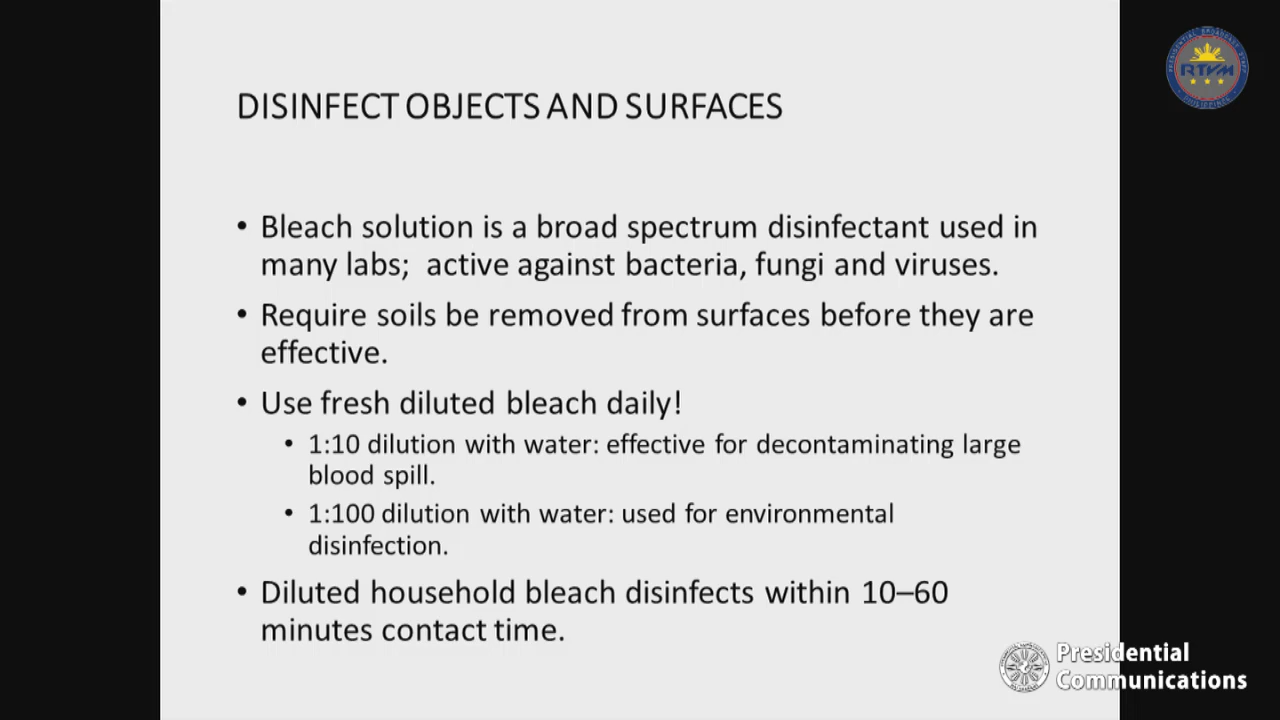 DISINFECT OBJECTS AND SURFACES
RTVM
• Bleach solution is a broad spectrum disinfectant used in
many labs;  active against bacteria, fungi and viruses.
• Require soils be removed from surfaces before they are
effective.
• Use fresh diluted bleach daily!
• 1:10 dilution with water: effective for decontaminating large
blood spill.
• 1:100 dilution with water: used for environmental
disinfection.
• Diluted household bleach disinfects within 10–60
minutes contact time.
Presidential
Communications